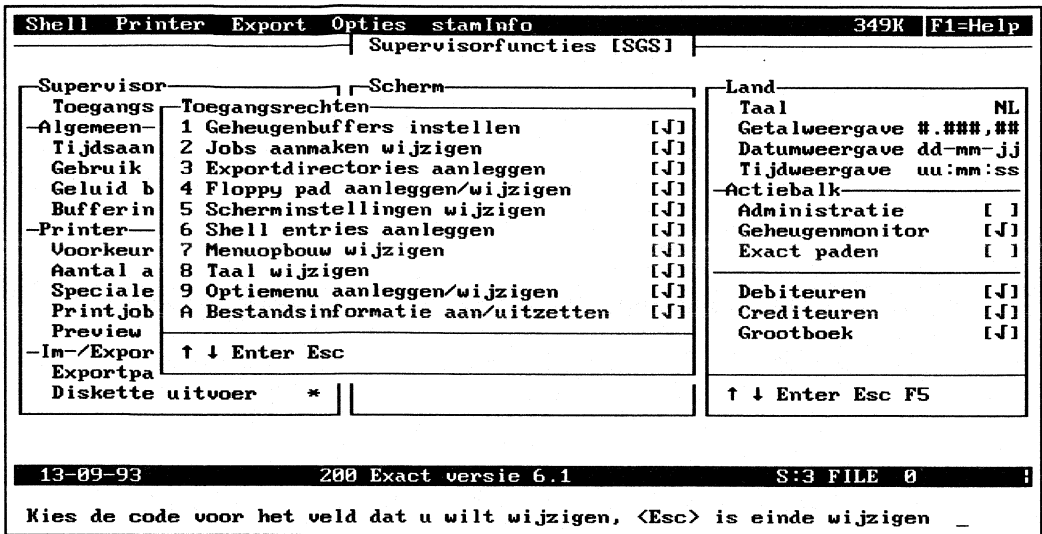 Shell Printer Export Opties stamInfo 349K F1=Help
Supervisorfuncties [SGS]
Supervisor
Toegangs
Algemeen
Tijdsaan
Gebruik
Geluid b
Bufferin
Printer
Voorkeur
Aantal a
Speciale
Printjob
Preview
Im-/Expor
Exportpa
Diskette uitvoer *
Scherm
Toegangsrechten
1 Geheugenbuffers instellen [√]
2 Jobs aanmaken wijzigen [√]
3 Exportdirectories aanleggen [√]
4 Floppy pad aanleggen/wijzigen [√]
5 Scherminstellingen wijzigen [√]
6 Shell entries aanleggen [√]
7 Menuopbouw wijzigen [√]
8 Taal wijzigen [√]
9 Optiemenu aanleggen/wijzigen [√]
A Bestandsinformatie aan/uitzetten [√]
↑ ↓ Enter Esc
Land
Taal NL
Getalweergave #.###,##
Datumweergave dd-mm-jj
Tijdweergave uu:mm:ss
Actiebalk
Administratie [ ]
Geheugenmonitor [√]
Exact paden [ ]
Debiteuren [√]
Crediteuren [√]
Grootboek [√]
↑ ↓ Enter Esc F5
13-09-93 200 Exact versie 6.1 S:3 FILE 0
Kies de code voor het veld dat u wilt wijzigen, <Esc> is einde wijzigen _